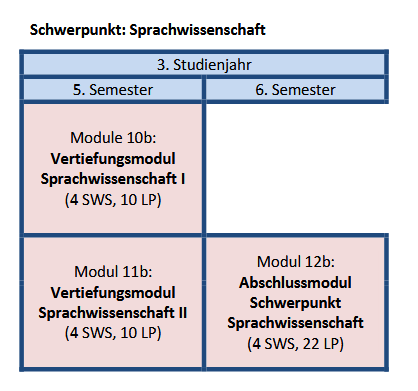 Schwerpunkt: Sprachwissenschaft
3. Studienjahr
5. Semester
6. Semester
Module 10b:
Vertiefungsmodul
Sprachwissenschaft I
(4 SWS, 10 LP)
Modul 11b:
Vertiefungsmodul
Sprachwissenschaft II
(4 SWS, 10 LP)
Modul 12b:
Abschlussmodul
Schwerpunkt
Sprachwissenschaft
(4 SWS, 22 LP)